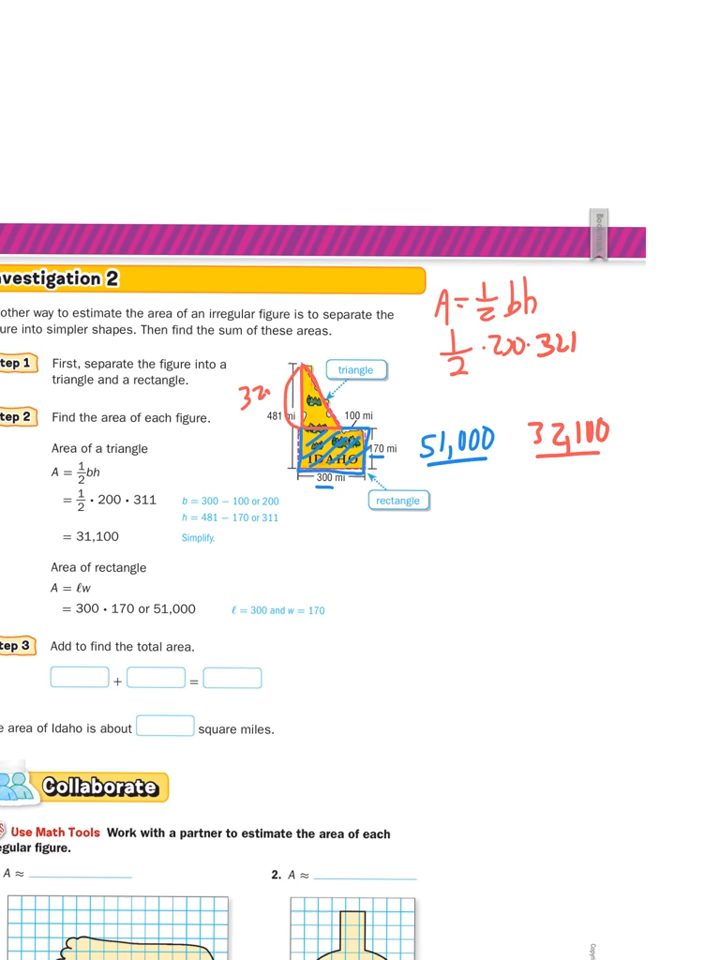 Bookmark
vestigation 2
other way to estimate the area of an irregular figure is to separate the
ure into simpler shapes. Then find the sum of these areas.
A = 1/2 bh
1/2 · 200 · 321
tep 1 First, separate the figure into a
triangle and a rectangle.
triangle
32
481 mi
100 mi
170 mi
IDAHO
300 mi
rectangle
51,000 32,100
tep 2 Find the area of each figure.
Area of a triangle
A = 1/2 bh
= 1/2 • 200 • 311 b = 300 − 100 or 200
h = 481 − 170 or 311
= 31,100 Simplify.
Area of rectangle
A = ℓw
= 300 • 170 or 51,000 ℓ = 300 and w = 170
tep 3 Add to find the total area.
+ =
e area of Idaho is about square miles.
Collaborate
Use Math Tools Work with a partner to estimate the area of each
egular figure.
A ≈
2. A ≈